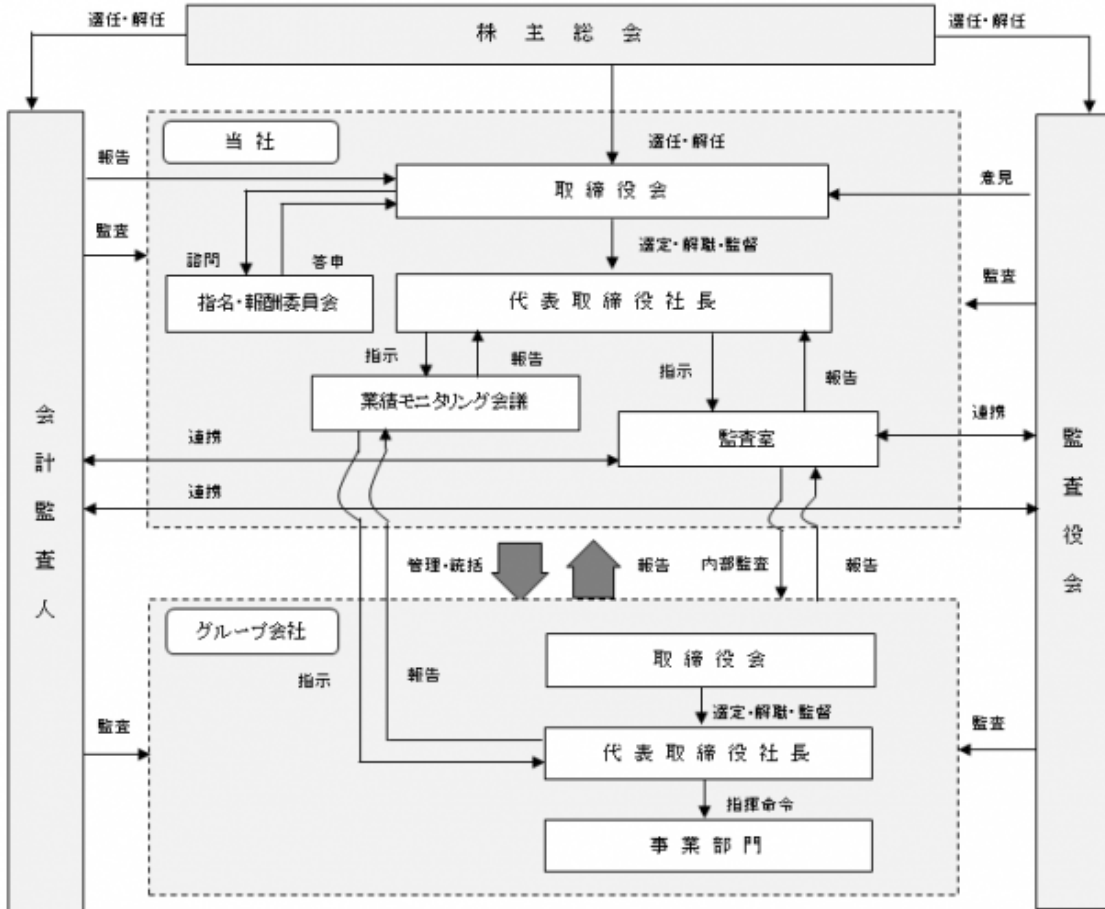 選任・解任
株主総会
選任・解任
当社
選任・解任
報告
取締役会
意見
監査
選定・解職・監督
諮問
答申
監査
指名・報酬委員会
代表取締役社長
指示
報告
指示
報告
業績モニタリング会議
連携
監査室
連携
連携
会計監査人
監査役会
管理・統括
報告
内部監査
報告
グループ会社
取締役会
指示
報告
選定・解職・監督
監査
代表取締役社長
監査
指揮命令
事業部門